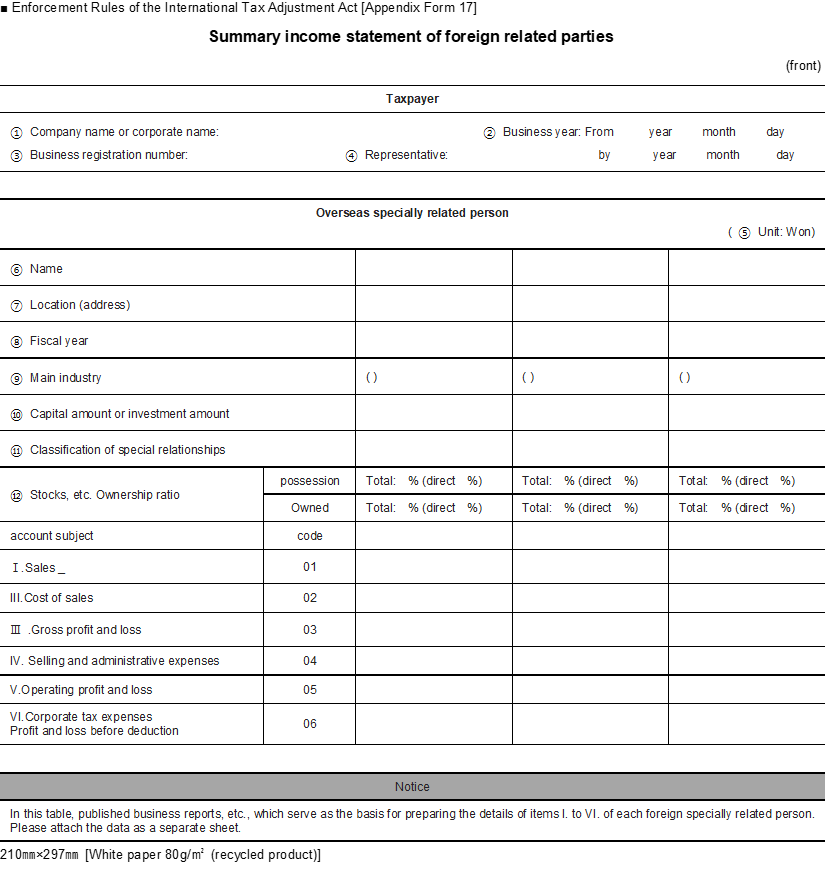 ■ Enforcement Rules of the International Tax Adjustment Act [Appendix Form 17]
Summary income statement of foreign related parties
(front)
Taxpayer
① Company name or corporate name: ② Business year: From year month day
③ Business registration number: ④ Representative: by year month day
Overseas specially related person
( ⑤ Unit: Won)
⑥ Name
⑦ Location (address)
⑧ Fiscal year
⑨ Main industry ( ) ( ) ( )
⑩ Capital amount or investment amount
⑪ Classification of special relationships
⑫ Stocks, etc. Ownership ratio
possession Total: % (direct %) Total: % (direct %) Total: % (direct %)
Owned Total: % (direct %) Total: % (direct %) Total: % (direct %)
account subject code
Ⅰ.Sales _ 01
III.Cost of sales 02
Ⅲ .Gross profit and loss 03
IV. Selling and administrative expenses 04
V.Operating profit and loss 05
VI.Corporate tax expenses
Profit and loss before deduction 06
Notice
In this table, published business reports, etc., which serve as the basis for preparing the details of items I. to VI. of each foreign specially related person.
Please attach the data as a separate sheet.
210㎜×297㎜ [White paper 80g/㎡ (recycled product)]